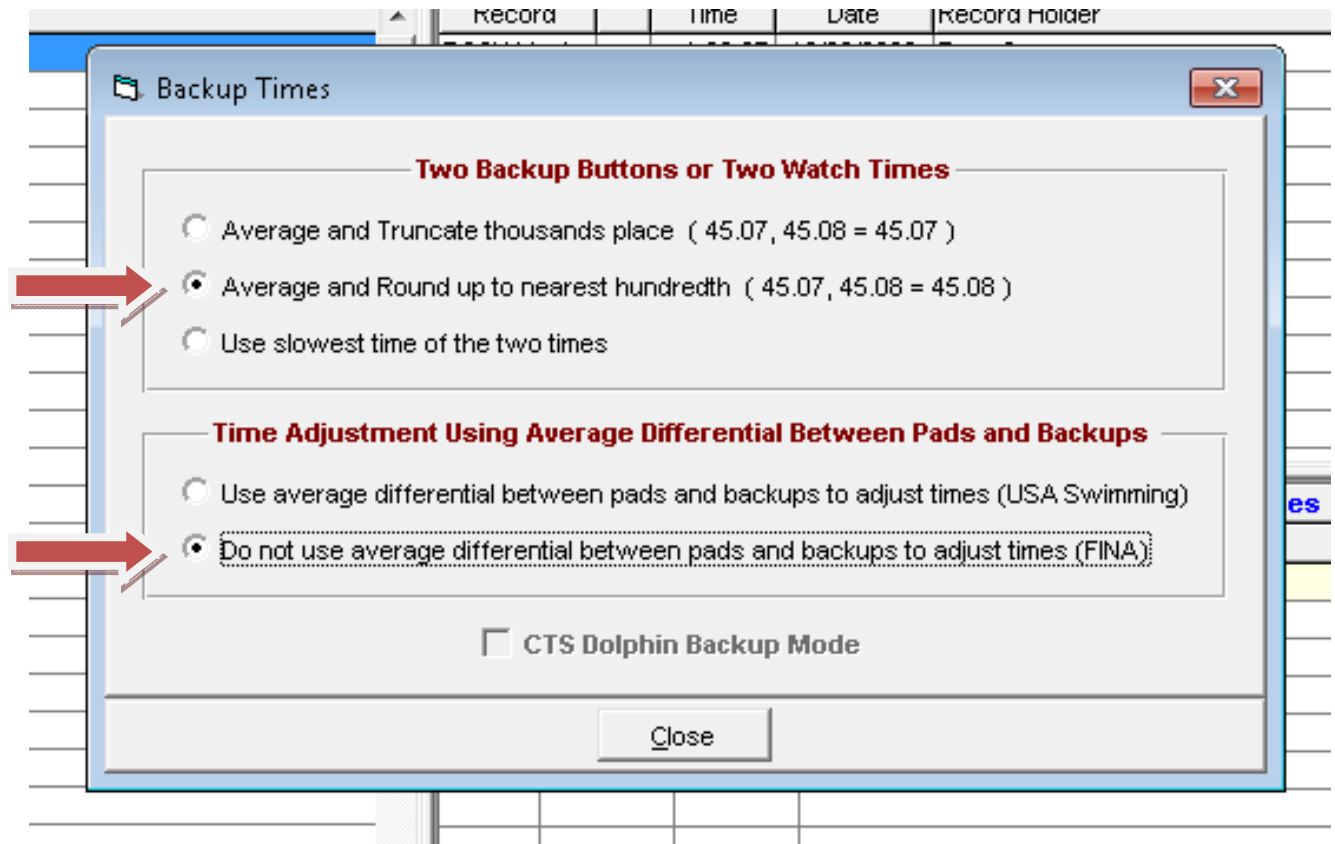 Record Time Date Record Holder
Backup Times
Two Backup Buttons or Two Watch Times
Average and Truncate thousands place ( 45.07, 45.08 = 45.07 )
Average and Round up to nearest hundredth ( 45.07, 45.08 = 45.08 )
Use slowest time of the two times
Time Adjustment Using Average Differential Between Pads and Backups
Use average differential between pads and backups to adjust times (USA Swimming)
es
Do not use average differential between pads and backups to adjust times (FINA)
CTS Dolphin Backup Mode
Close